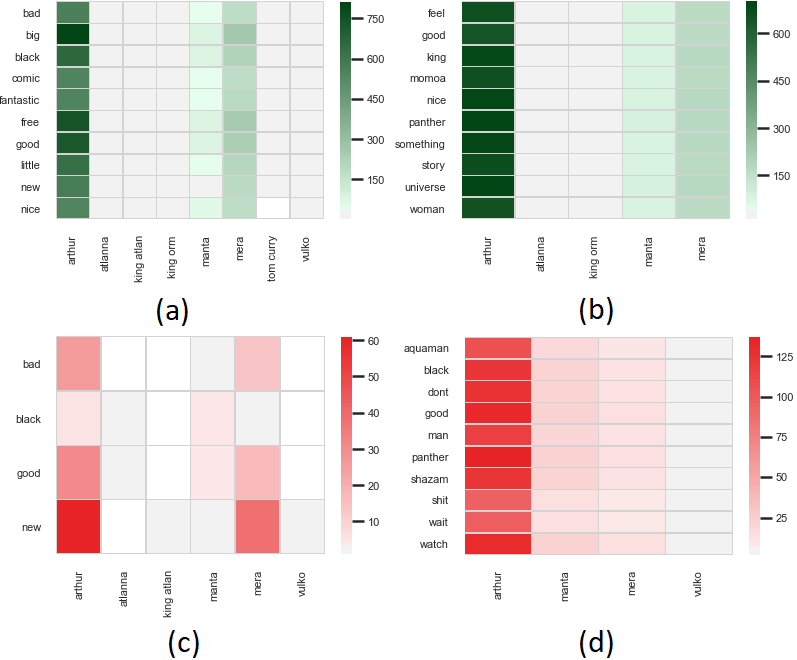 bad
big
black
comic
fantastic
free
good
little
new
nice
750
600
450
300
150
arthur
atlanna
king atlan
king orm
manta
mera
tom curry
vulko
(a)
feel
good
king
momoa
nice
panther
something
story
universe
woman
600
450
300
150
arthur
atlanna
king orm
manta
mera
(b)
bad
black
good
new
60
50
40
30
20
10
arthur
atlanna
king atlan
manta
mera
vulko
(c)
aquaman
black
dont
good
man
panther
shazam
shit
wait
watch
125
100
75
50
25
arthur
manta
mera
vulko
(d)